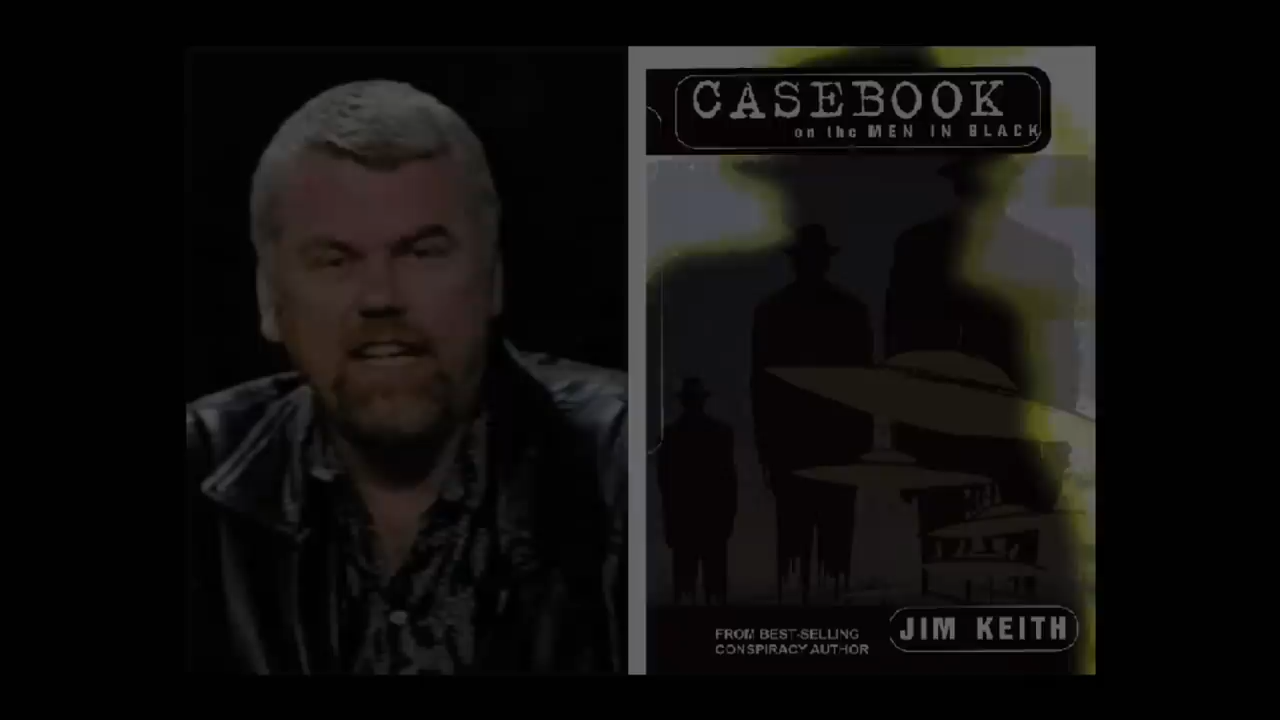 CASEBOOK
on the MEN IN BLACK
FROM BEST-SELLING
CONSPIRACY AUTHOR
JIM KEITH